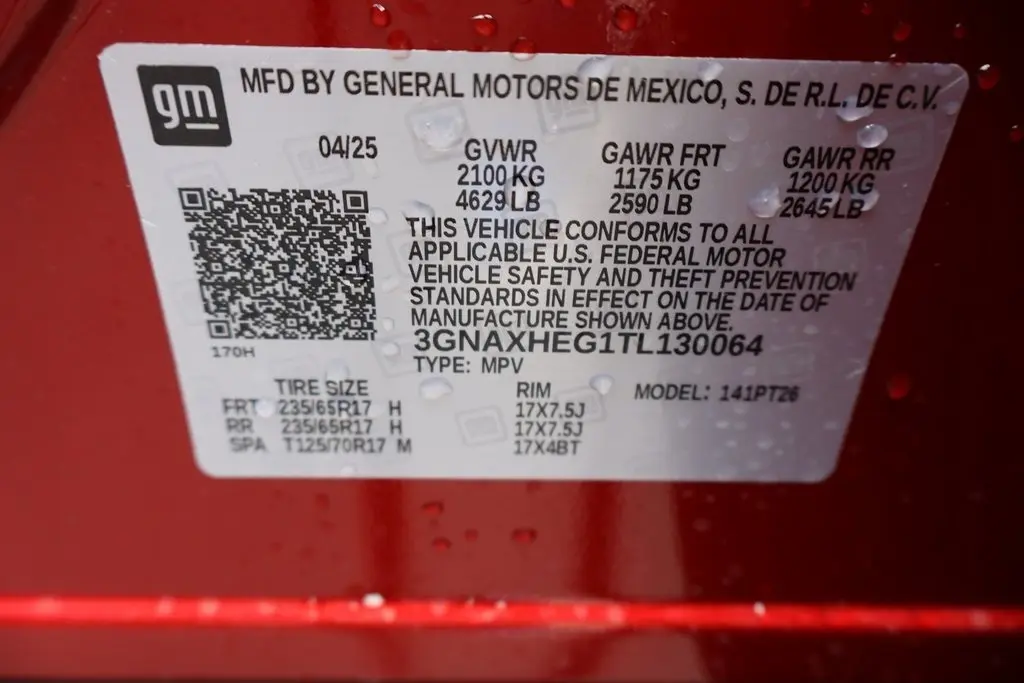 gm MFD BY GENERAL MOTORS DE MEXICO, S. DE R.L. DE C.V.
04/25 GVWR GAWR FRT GAWR RR
2100 KG 1175 KG 1200 KG
4629 LB 2590 LB 2645 LB
THIS VEHICLE CONFORMS TO ALL
APPLICABLE U.S. FEDERAL MOTOR
VEHICLE SAFETY AND THEFT PREVENTION
STANDARDS IN EFFECT ON THE DATE OF
MANUFACTURE SHOWN ABOVE.
3GNAXHEG1TL130064
170H
TYPE: MPV
TIRE SIZE RIM MODEL: 141PT26
FRT 235/65R17 H 17X7.5J
RR 235/65R17 H 17X7.5J
SPA T125/70R17 M 17X4BT